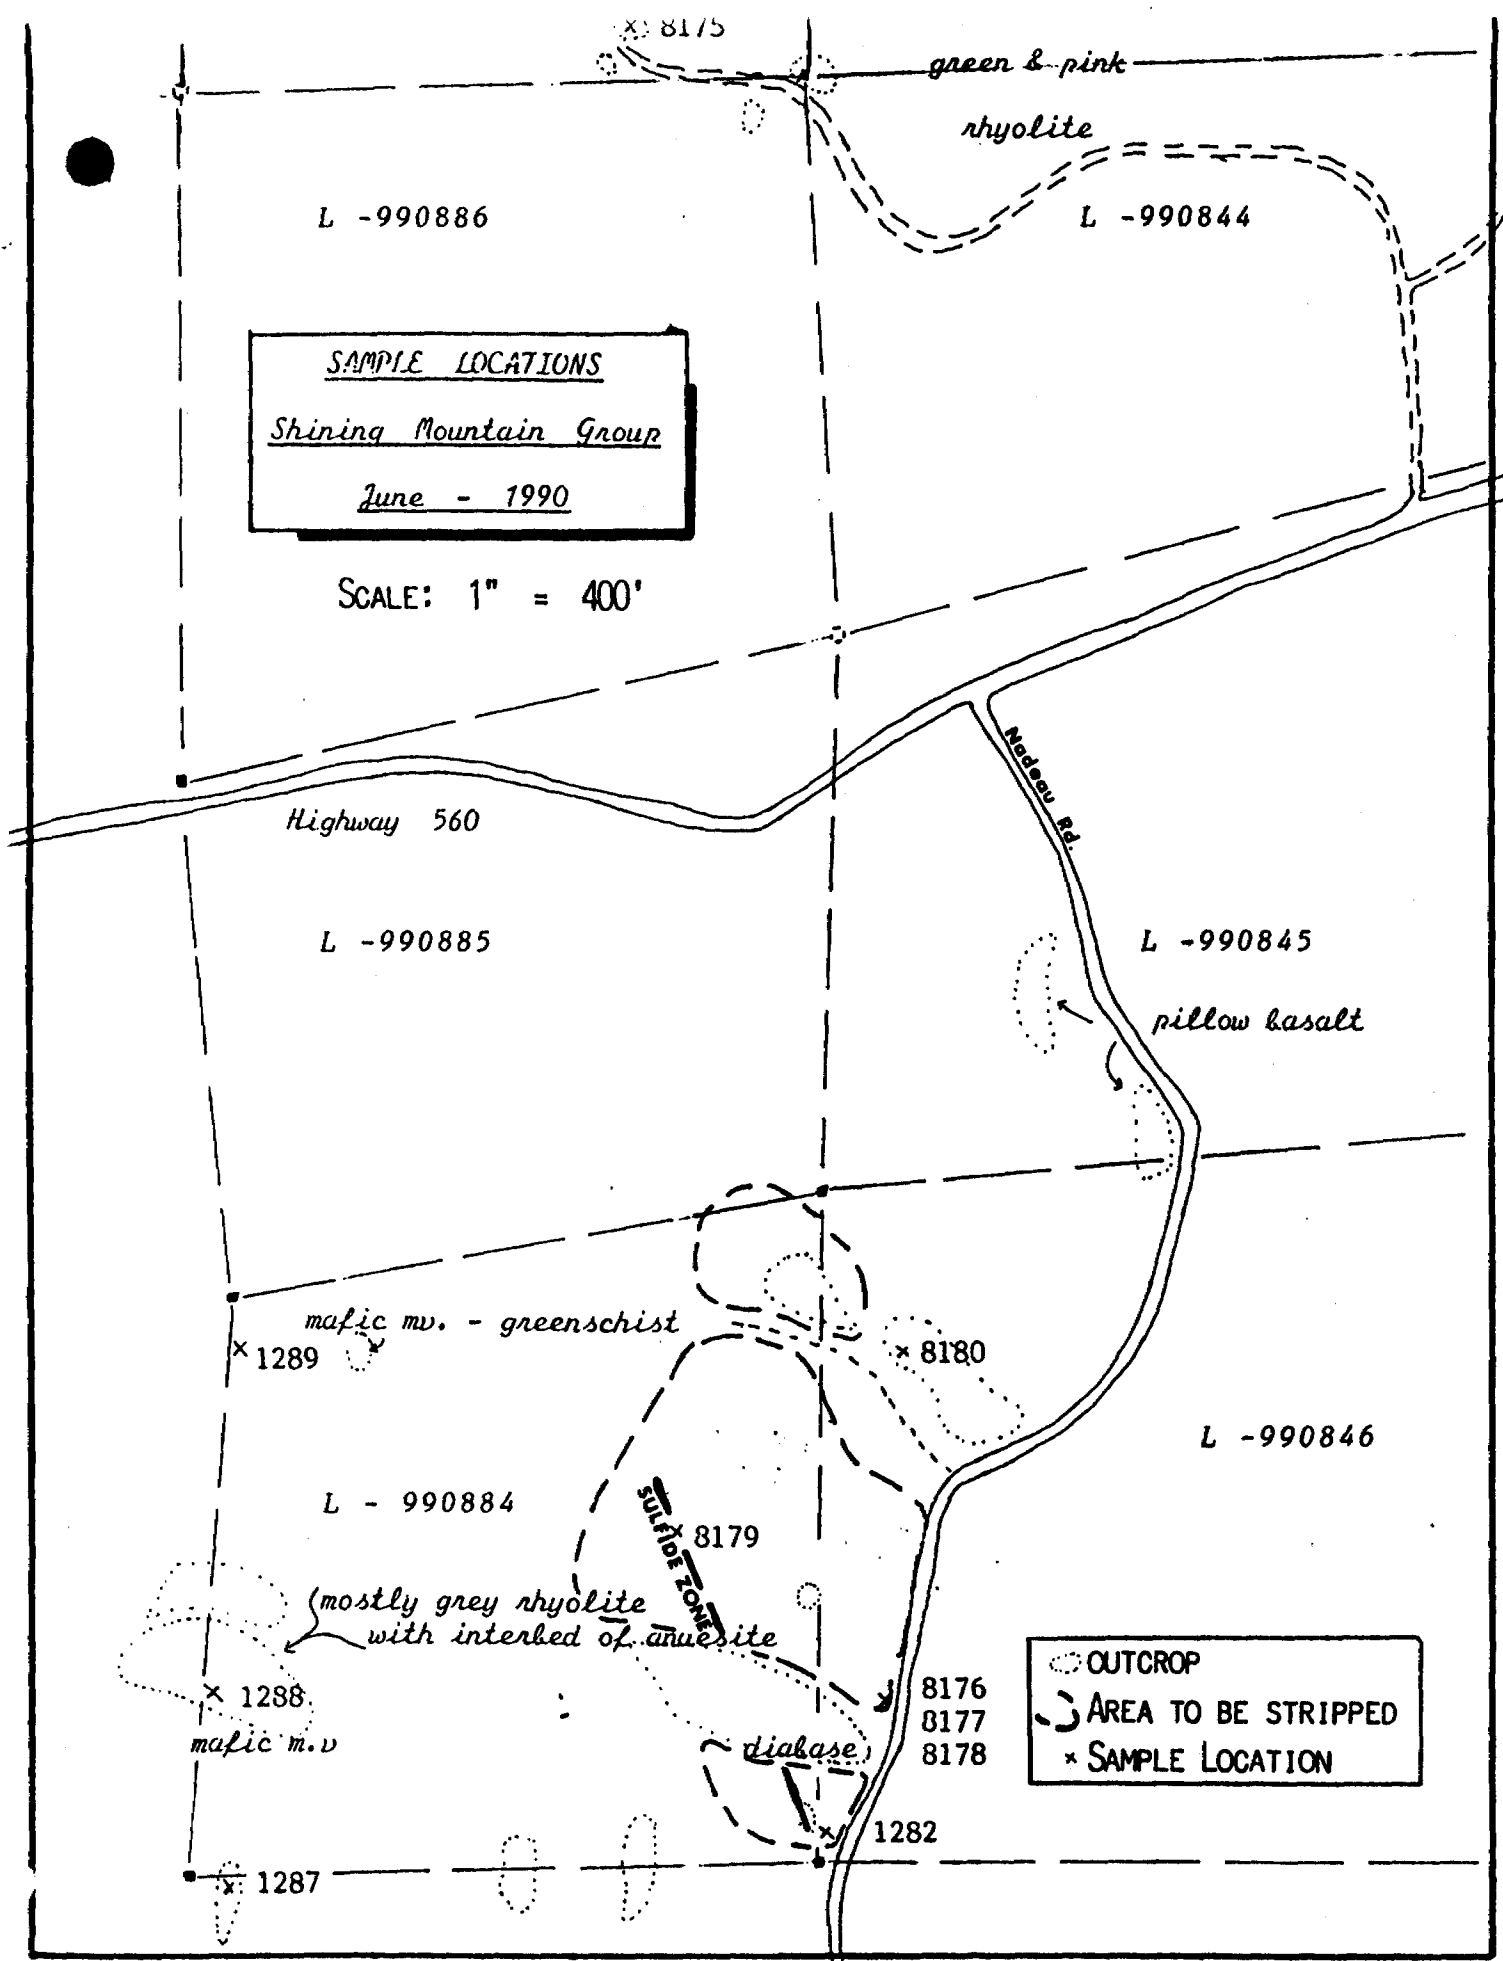 8175
green & pink
rhyolite
L -990886
L -990844
SAMPLE LOCATIONS
Shining Mountain Group
June - 1990
SCALE: 1" = 400'
Nadeau Rd.
Highway 560
L -990885
L -990845
pillow basalt
mafic mv. - greenschist
1289
8180
L -990846
L - 990884
SULFIDE ZONE
8179
(mostly grey rhyolite
with interbed of andesite
1288
mafic m.v
8176
8177
8178
diabase
OUTCROP
AREA TO BE STRIPPED
x SAMPLE LOCATION
1282
1287